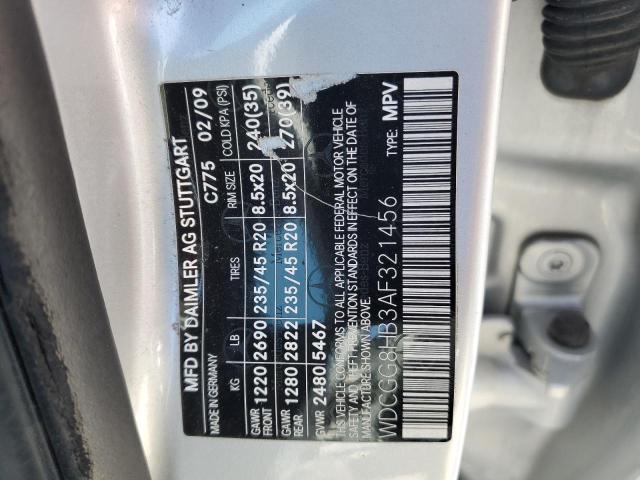 MFD BY DAIMLER AG STUTTGART
MADE IN GERMANY C775 02/09
KG LB TIRES RIM SIZE COLD KPA (PSI)
GAWR FRONT 1220 2690 235/45 R20 8.5x20 240(35)
GAWR REAR 1280 2822 235/45 R20 8.5x20 270(39)
GVWR 2480 5467
THIS VEHICLE CONFORMS TO ALL APPLICABLE FEDERAL MOTOR VEHICLE
SAFETY AND THEFT PREVENTION STANDARDS IN EFFECT ON THE DATE OF
MANUFACTURE SHOWN ABOVE.
TYPE: MPV
WDCGG8HB3AF321456